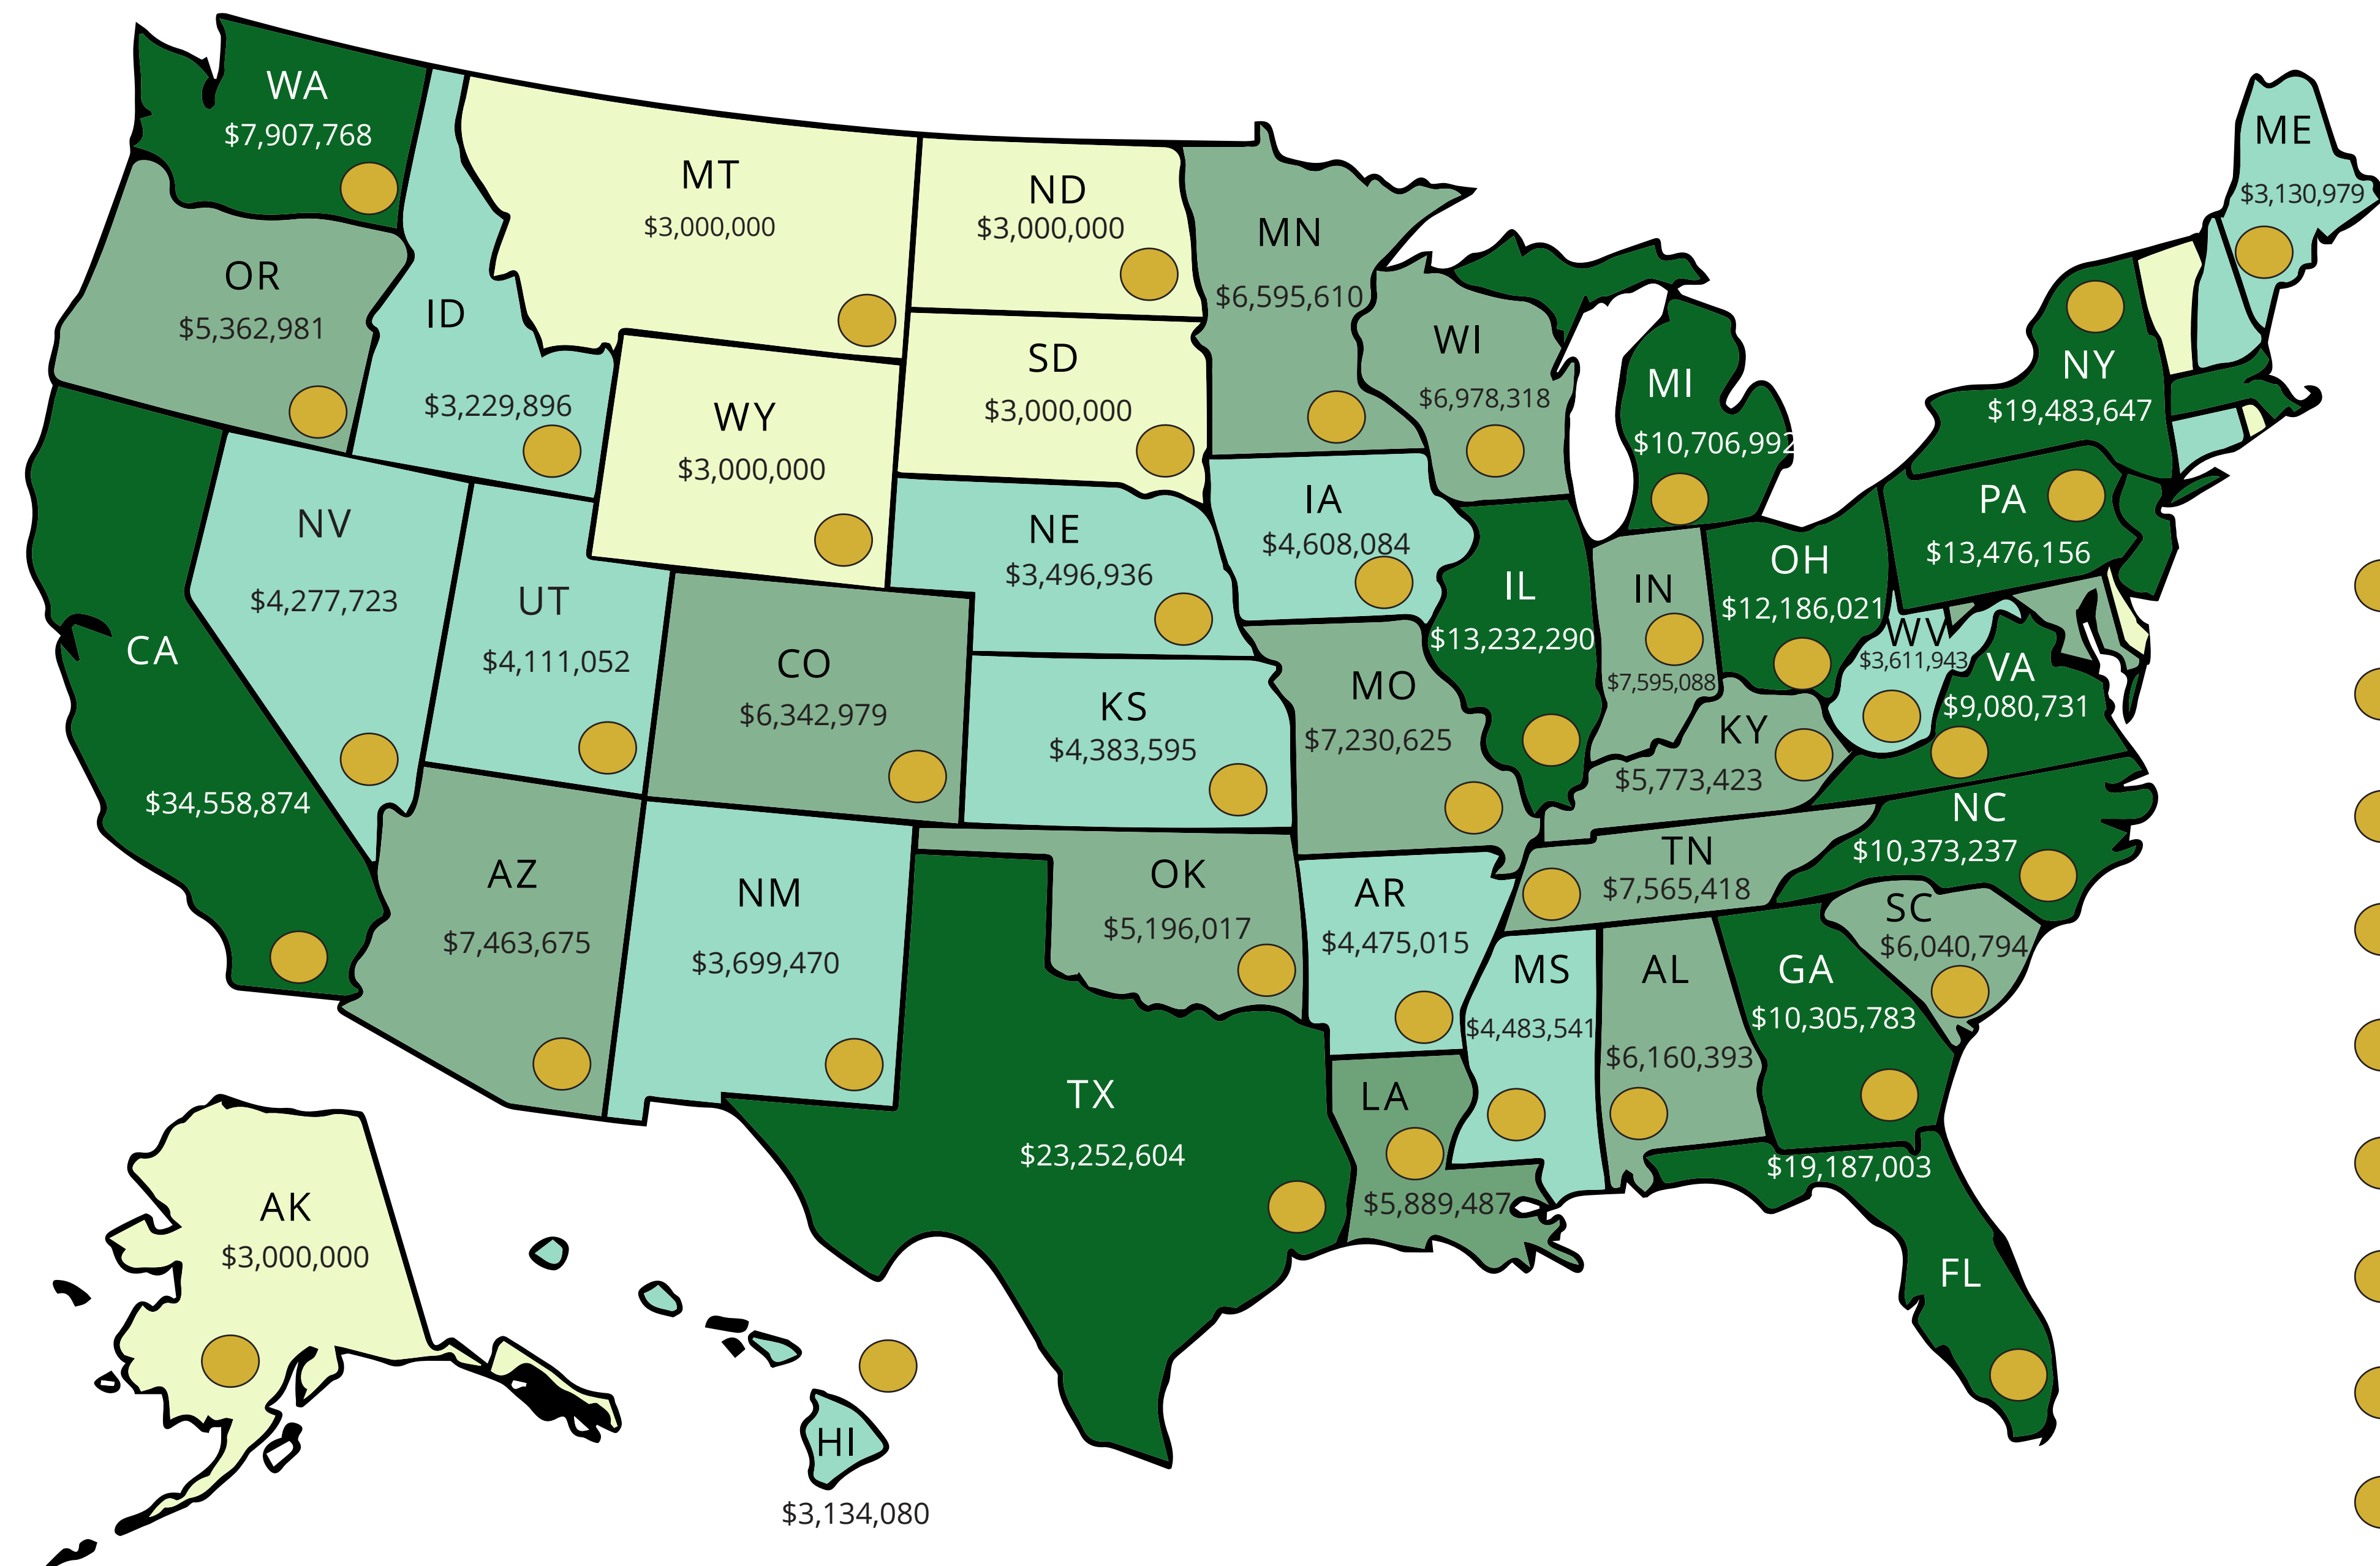 WA
$7,907,768
MT
$3,000,000
ND
$3,000,000
MN
$6,595,610
ME
$3,130,979
OR
$5,362,981
ID
$3,229,896
WY
$3,000,000
SD
$3,000,000
WI
$6,978,318
MI
$10,706,992
NY
$19,483,647
NV
$4,277,723
UT
$4,111,052
NE
$3,496,936
IA
$4,608,084
IL
$13,232,290
IN
$7,595,088
OH
$12,186,021
PA
$13,476,156
CA
$34,558,874
CO
$6,342,979
KS
$4,383,595
MO
$7,230,625
KY
$5,773,423
WV
$3,611,943
VA
$9,080,731
AZ
$7,463,675
NM
$3,699,470
OK
$5,196,017
AR
$4,475,015
TN
$7,565,418
NC
$10,373,237
SC
$6,040,794
MS
$4,483,541
AL
$6,160,393
GA
$10,305,783
TX
$23,252,604
LA
$5,889,487
$19,187,003
FL
AK
$3,000,000
HI
$3,134,080